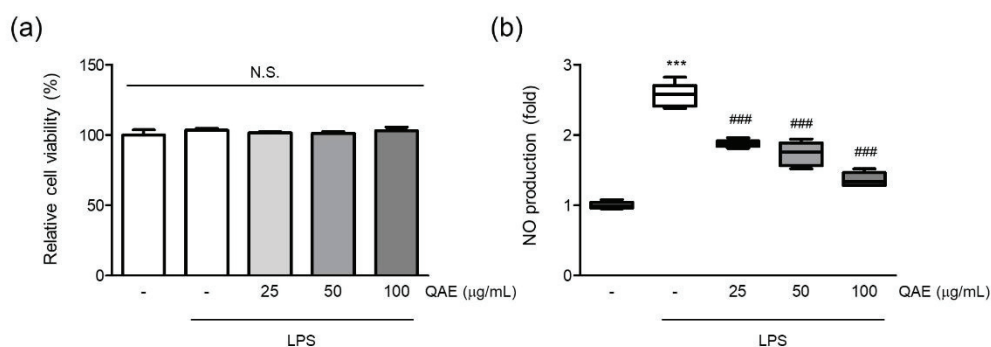 (a)
Relative cell viability (%)
150
100
50
0
N.S.
- - 25 50 100 QAE (μg/mL)
LPS
(b)
NO production (fold)
3
2
1
0
***
###
###
###
- - 25 50 100 QAE (μg/mL)
LPS